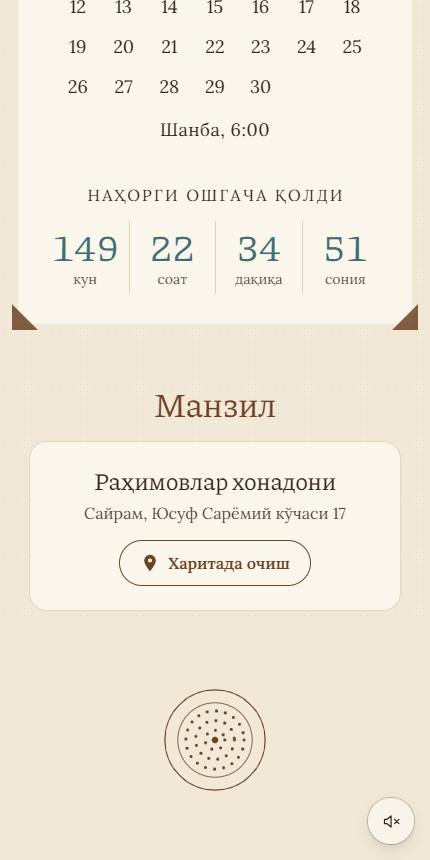 12 13 14 15 16 17 18
19 20 21 22 23 24 25
26 27 28 29 30
Шанба, 6:00
НАҲОРГИ ОШГАЧА ҚОЛДИ
149 22 34 51
кун соат дақиқа сония
Манзил
Раҳимовлар хонадони
Сайрам, Юсуф Сарёмий кўчаси 17
Харитада очиш